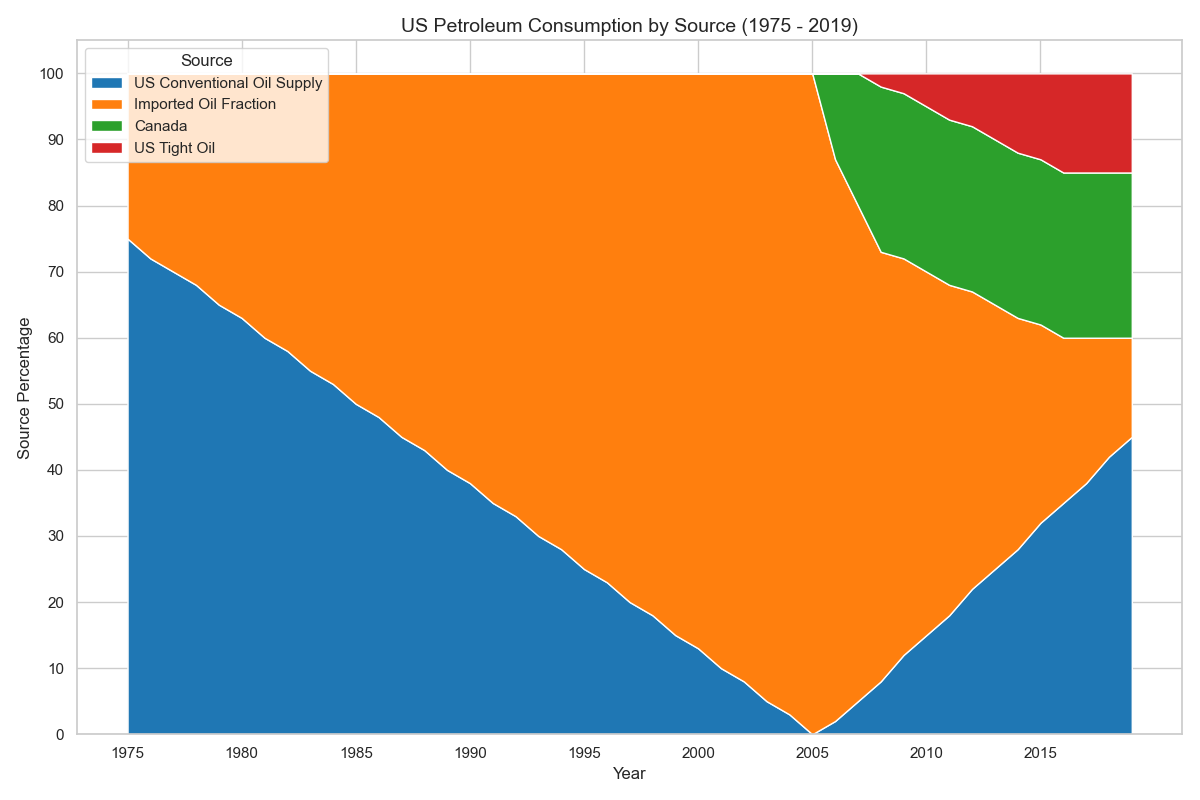 US Petroleum Consumption by Source (1975 - 2019)
Source
US Conventional Oil Supply
Imported Oil Fraction
Canada
US Tight Oil
Source Percentage
100
90
80
70
60
50
40
30
20
10
0
1975 1980 1985 1990 1995 2000 2005 2010 2015
Year